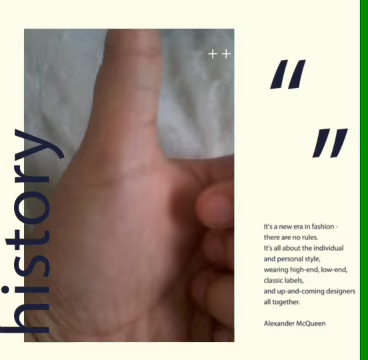 history
++
“
”
It's a new era in fashion -
there are no rules.
It's all about the individual
and personal style,
wearing high-end, low-end,
classic labels,
and up-and-coming designers
all together.
Alexander McQueen